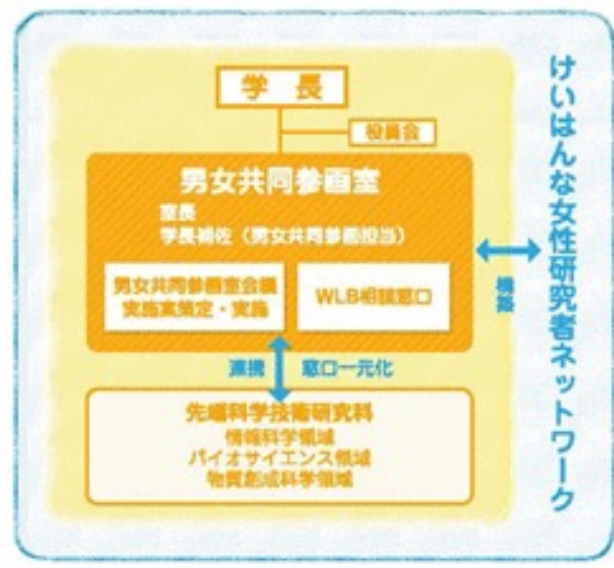 学長
役員会
男女共同参画室
室長
学長補佐（男女共同参画担当）
男女共同参画室会議
実施案策定・実施
WLB相談窓口
構築
連携
窓口一元化
先端科学技術研究科
情報科学領域
バイオサイエンス領域
物質創成科学領域
けいはんな女性研究者ネットワーク